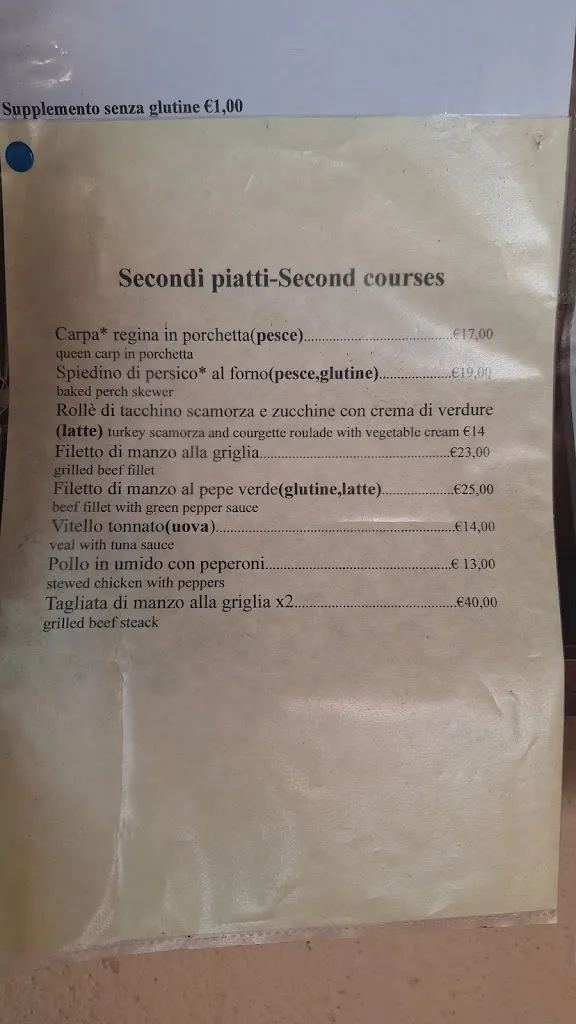 Supplemento senza glutine €1,00
Secondi piatti-Second courses
Carpa* regina in porchetta(pesce)..................................€17,00
queen carp in porchetta
Spiedino di persico* al forno(pesce,glutine).................€19,00
baked perch skewer
Rollè di tacchino scamorza e zucchine con crema di verdure
(latte) turkey scamorza and courgette roulade with vegetable cream €14
Filetto di manzo alla griglia............................................€23,00
grilled beef fillet
Filetto di manzo al pepe verde(glutine,latte)................€25,00
beef fillet with green pepper sauce
Vitello tonnato(uova).......................................................€14,00
veal with tuna sauce
Pollo in umido con peperoni...........................................€ 13,00
stewed chicken with peppers
Tagliata di manzo alla griglia x2.....................................€40,00
grilled beef steack